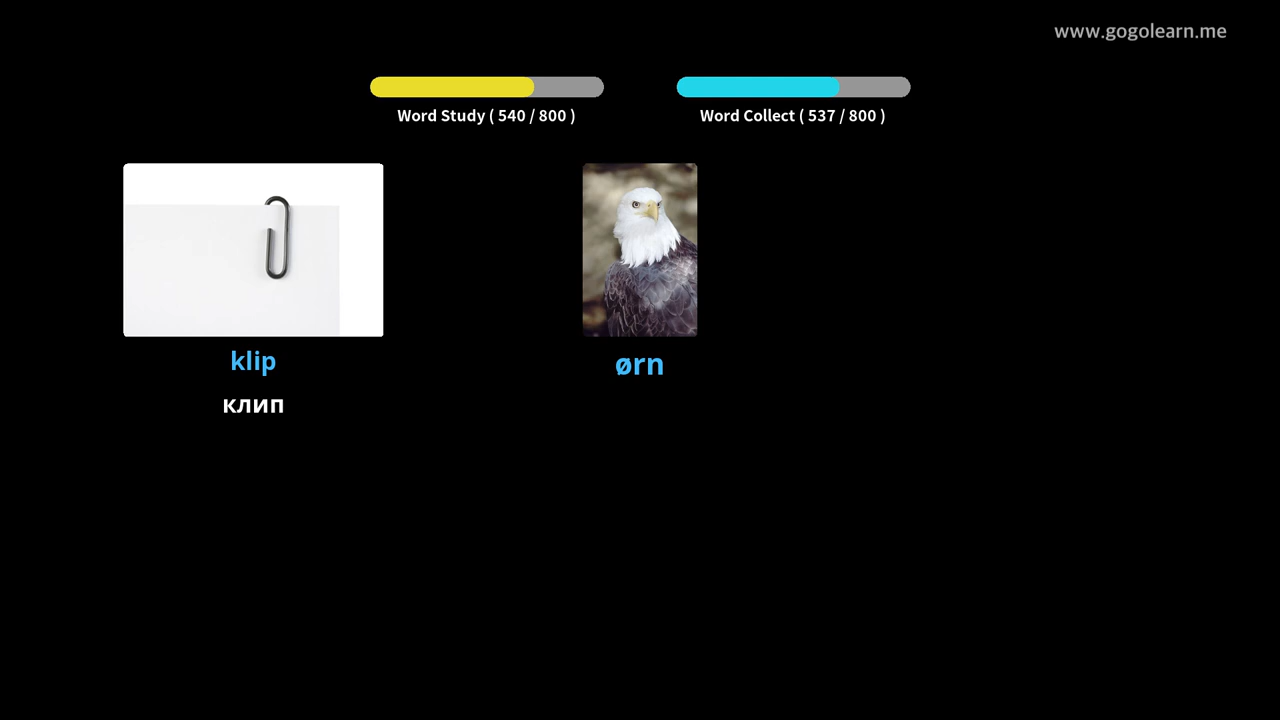 www.gogolearn.me
Word Study ( 540 / 800 )
Word Collect ( 537 / 800 )
klip
клип
ørn